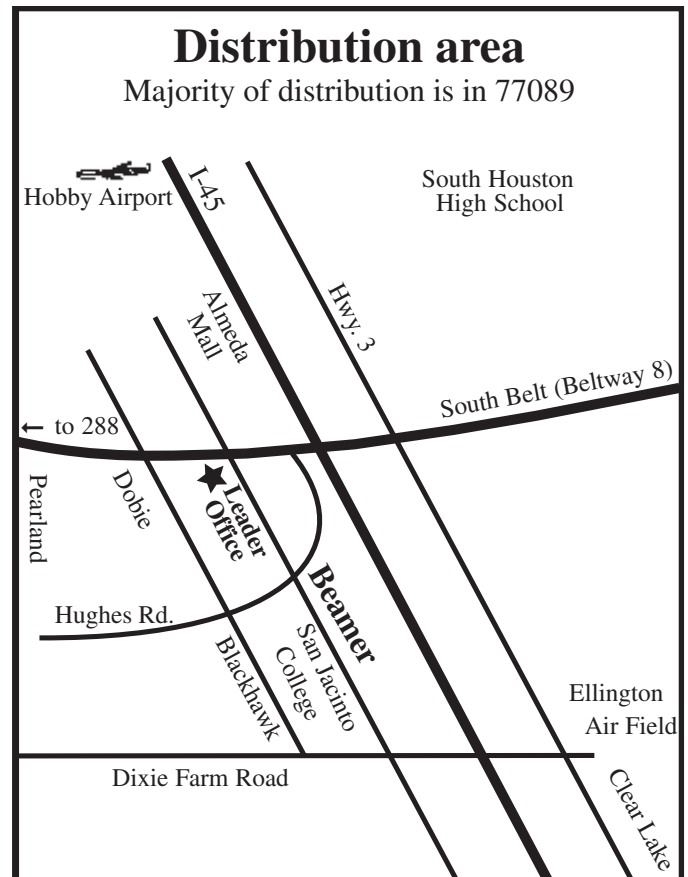 Distribution area
Majority of distribution is in 77089
Hobby Airport
I-45
South Houston
High School
Almeda
Mall
Hwy. 3
South Belt (Beltway 8)
← to 288
Pearland
Dobie
Leader
Office
Hughes Rd.
Beamer
Blackhawk
San Jacinto
College
Ellington
Air Field
Dixie Farm Road
Clear Lake